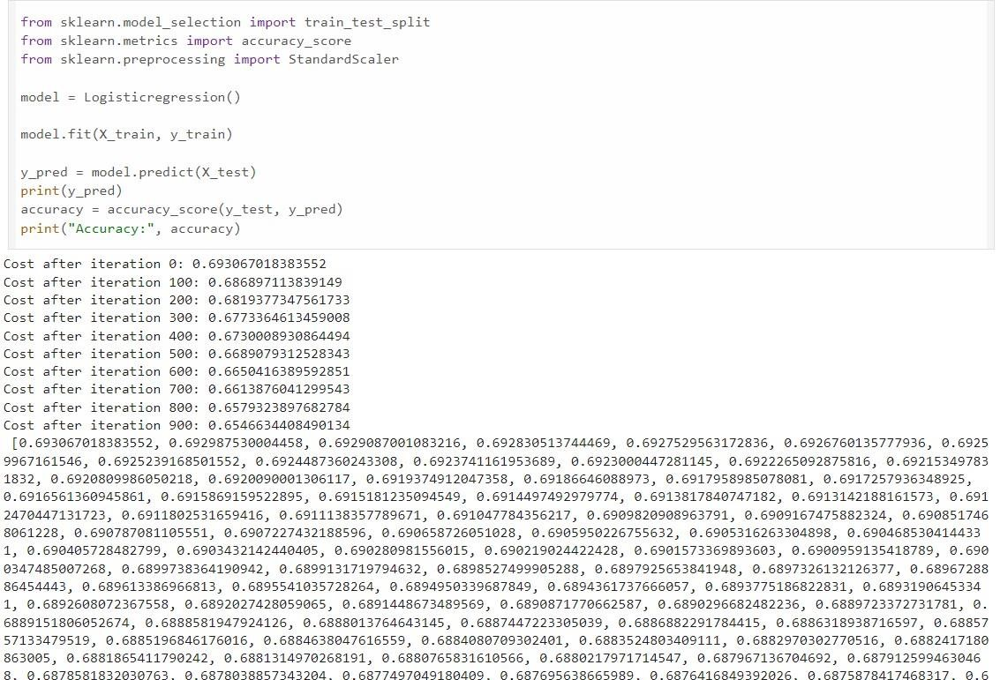 from sklearn.model_selection import train_test_split
from sklearn.metrics import accuracy_score
from sklearn.preprocessing import StandardScaler
model = Logisticregression()
model.fit(X_train, y_train)
y_pred = model.predict(X_test)
print(y_pred)
accuracy = accuracy_score(y_test, y_pred)
print("Accuracy:", accuracy)
Cost after iteration 0: 0.693067018383552
Cost after iteration 100: 0.686897113839149
Cost after iteration 200: 0.6819377347561733
Cost after iteration 300: 0.6773364613459008
Cost after iteration 400: 0.6730008930864494
Cost after iteration 500: 0.6689079312528343
Cost after iteration 600: 0.6650416389592851
Cost after iteration 700: 0.6613876041299543
Cost after iteration 800: 0.6579323897682784
Cost after iteration 900: 0.6546634408490134
[0.693067018383552, 0.692987530004458, 0.6929087001083216, 0.692830513744469, 0.6927529563172836, 0.6926760135777936, 0.6925
9967161546, 0.6925239168501552, 0.6924487360243308, 0.6923741161953689, 0.6923000447281145, 0.6922265092875816, 0.69215349783
1832, 0.6920809986050218, 0.6920090001306117, 0.6919374912047358, 0.69186646088973, 0.6917958985078081, 0.6917257936348925,
0.6916561360945861, 0.6915869159522895, 0.6915181235094549, 0.6914497492979774, 0.6913817840747182, 0.6913142188161573, 0.691
2470447131723, 0.6911802531659416, 0.6911138357789671, 0.691047784356217, 0.6909820908963791, 0.6909167475882324, 0.690851746
8061228, 0.690787081105551, 0.6907227432188596, 0.690658726051028, 0.6905950226755632, 0.6905316263304898, 0.690468530414433
1, 0.690405728482799, 0.6903432142440405, 0.690280981556015, 0.690219024422428, 0.6901573369893603, 0.6900959135418789, 0.690
0347485007268, 0.6899738364190942, 0.6899131719794632, 0.6898527499905288, 0.6897925653841948, 0.6897326132126377, 0.68967288
86454443, 0.689613386966813, 0.6895541035728264, 0.6894950339687849, 0.6894361737666057, 0.6893775186822831, 0.68931906453​34
1, 0.6892608072367558, 0.6892027428059065, 0.6891448673489569, 0.6890871770662587, 0.6890296682482236, 0.6889723372731781, 0.
6889151806052674, 0.6888581947924126, 0.6888013764643145, 0.6887447223305039, 0.6886882291784415, 0.6886318938716597, 0.68857
57133479519, 0.6885196846176016, 0.6884638047616559, 0.6884080709302401, 0.6883524803409111, 0.6882970302770516, 0.6882417180
863005, 0.6881865411790242, 0.6881314970268191, 0.6880765831610566, 0.6880217971714547, 0.687967136704692, 0.687912599463046
8, 0.6878581832030763, 0.6878038857343204, 0.6877497049180409, 0.687695638665989, 0.6876416849392026, 0.6875878417468317, 0.6